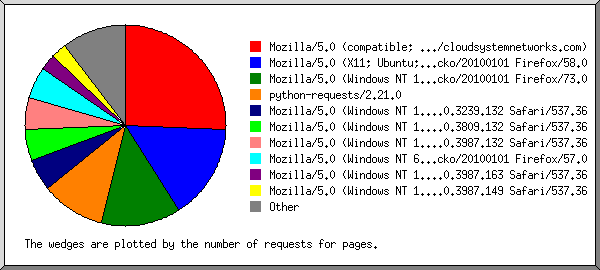 Mozilla/5.0 (compatible; .../cloudsystemnetworks.com)
Mozilla/5.0 (X11; Ubuntu;...cko/20100101 Firefox/58.0
Mozilla/5.0 (Windows NT 1...cko/20100101 Firefox/73.0
python-requests/2.21.0
Mozilla/5.0 (Windows NT 1....0.3239.132 Safari/537.36
Mozilla/5.0 (Windows NT 1....0.3809.132 Safari/537.36
Mozilla/5.0 (Windows NT 1....0.3987.132 Safari/537.36
Mozilla/5.0 (Windows NT 6...cko/20100101 Firefox/57.0
Mozilla/5.0 (Windows NT 1....0.3987.163 Safari/537.36
Mozilla/5.0 (Windows NT 1....0.3987.149 Safari/537.36
Other
The wedges are plotted by the number of requests for pages.